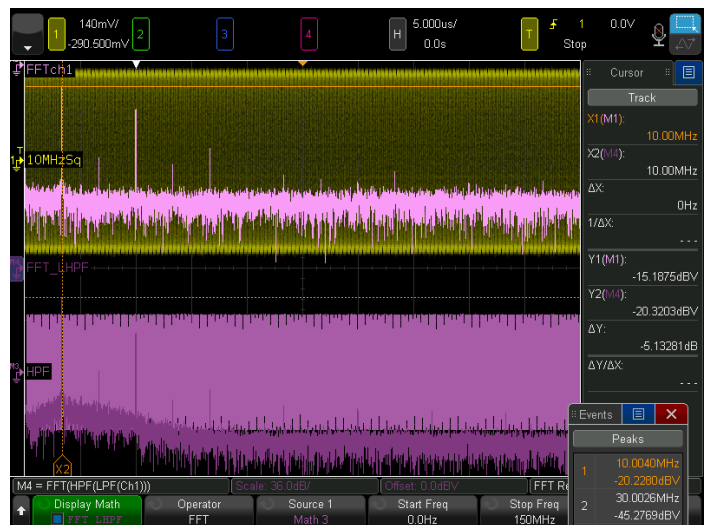 1 140mV/ 2 3 4 H 5.000us/ T 1 0.0V
-290.500mV 0.0s Stop
FFTch1
10MHzSq
FFT_LHPF
HPF
X2
Cursor
Track
X1(M1):
10.00MHz
X2(M4):
10.00MHz
ΔX:
0Hz
1/ΔX:
---
Y1(M1):
-15.1875dBV
Y2(M4):
-20.3203dBV
ΔY:
-5.13281dB
ΔY/ΔX:
---
Events
Peaks
1 10.0040MHz
-20.2280dBV
2 30.0026MHz
-45.2769dBV
M4 = FFT(HPF(LPF(Ch1))) Scale: 36.0dB/ Offset: 0.0dBV FFT Re
Display Math Operator Source 1 Start Freq Stop Freq
FFT_LHPF FFT Math 3 0.0Hz 150MHz